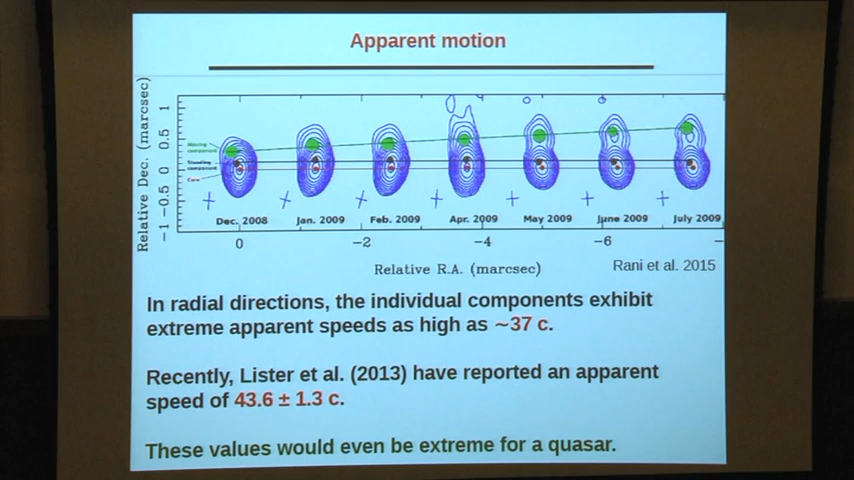 Apparent motion
Relative Dec. (marcsec)
1
0.5
0
−0.5
−1
Moving
component
Standing
component
Core
Dec. 2008
Jan. 2009
Feb. 2009
Apr. 2009
May 2009
June 2009
July 2009
0
−2
−4
−6
Relative R.A. (marcsec)
Rani et al. 2015
In radial directions, the individual components exhibit
extreme apparent speeds as high as ~37 c.
Recently, Lister et al. (2013) have reported an apparent
speed of 43.6 ± 1.3 c.
These values would even be extreme for a quasar.